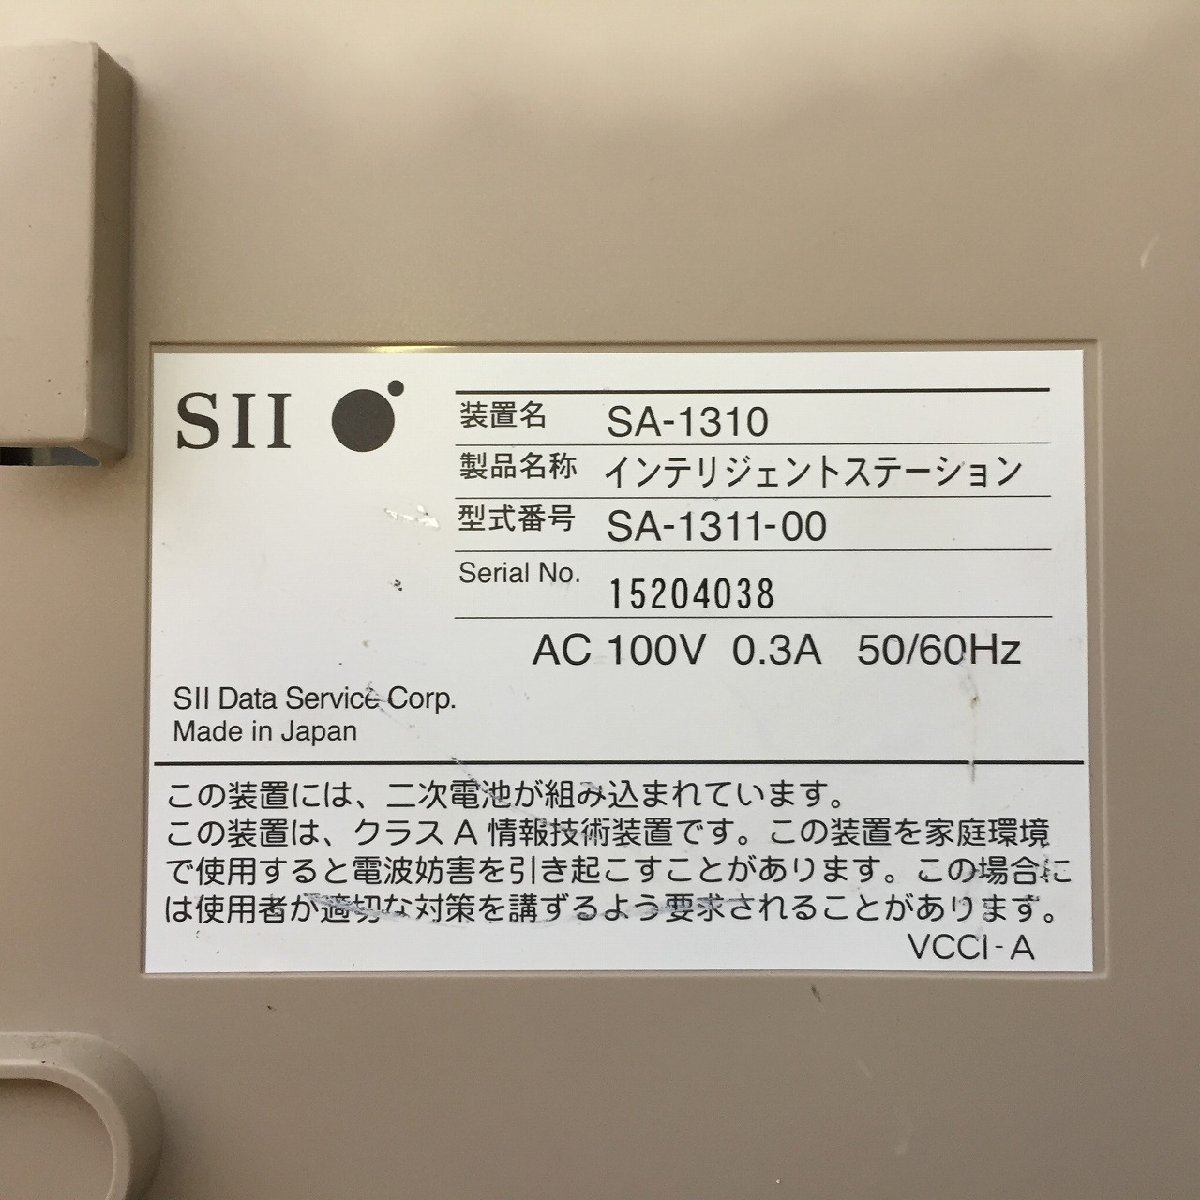 SII
装置名 SA-1310
製品名称 インテリジェントステーション
型式番号 SA-1311-00
Serial No. 15204038
AC 100V 0.3A 50/60Hz
SII Data Service Corp.
Made in Japan
この装置には、二次電池が組み込まれています。
この装置は、クラス A 情報技術装置です。この装置を家庭環境
で使用すると電波妨害を引き起こすことがあります。この場合に
は使用者が適切な対策を講ずるよう要求されることがあります。
VCCI-A